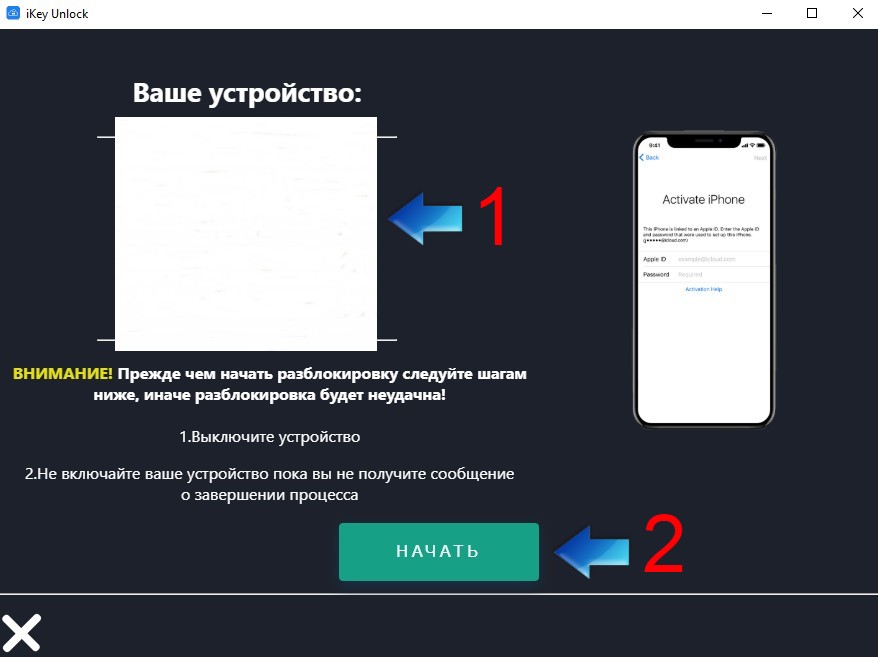 iKey Unlock
Ваше устройство:
1
ВНИМАНИЕ! Прежде чем начать разблокировку следуйте шагам
ниже, иначе разблокировка будет неудачна!
1.Выключите устройство
2.Не включайте ваше устройство пока вы не получите сообщение
о завершении процесса
НАЧАТЬ
2
9:41
Back
Next
Activate iPhone
This iPhone is linked to an Apple ID. Enter the Apple ID
and password that were used to set up this iPhone.
g•••••@icloud.com)
Apple ID example@icloud.com
Password Required
Activation Help